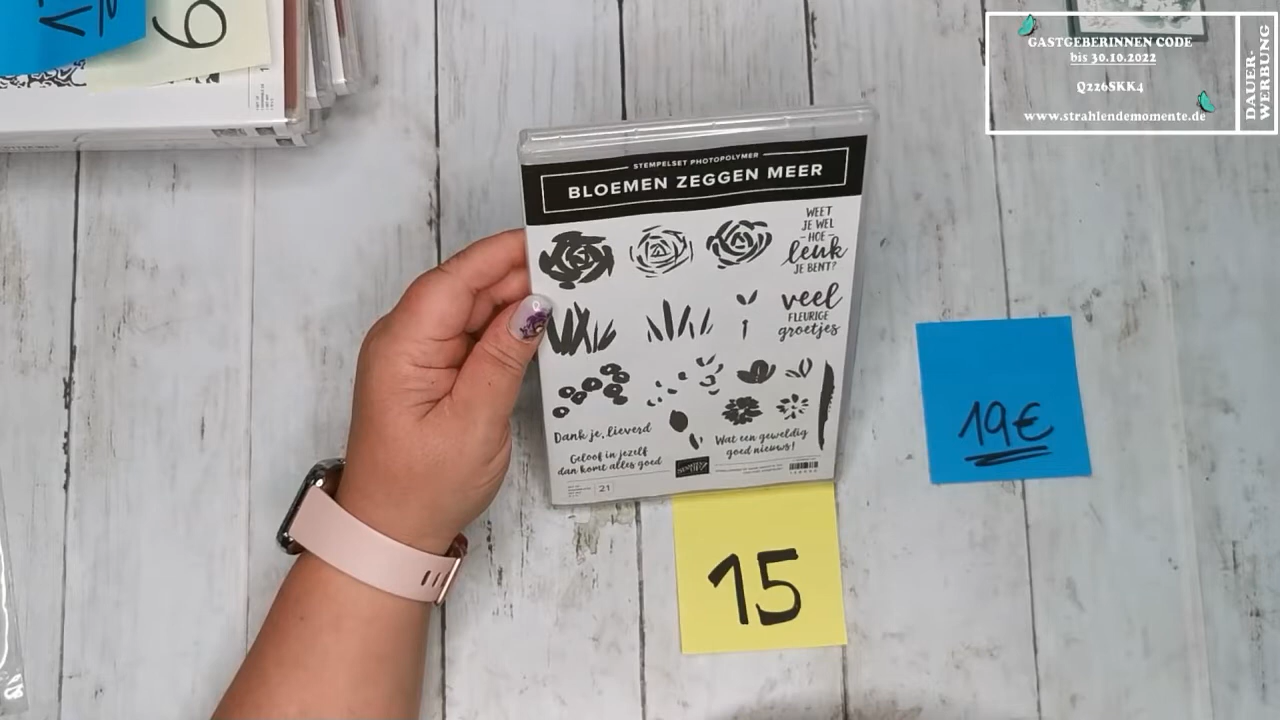 6
GASTGEBERINNEN CODE
bis 30.10.2022
Q226SKK4
www.strahlendemomente.de
DAUER-
WERBUNG
STEMPELSET PHOTOPOLYMER
BLOEMEN ZEGGEN MEER
WEET
JE WEL
-HOE-
leuk
JE BENT?
veel
FLEURIGE
groetjes
Dank je, lieverd
Geloof in jezelf
dan komt alles goed
Wat een geweldig
goed nieuws!
21
19€
15